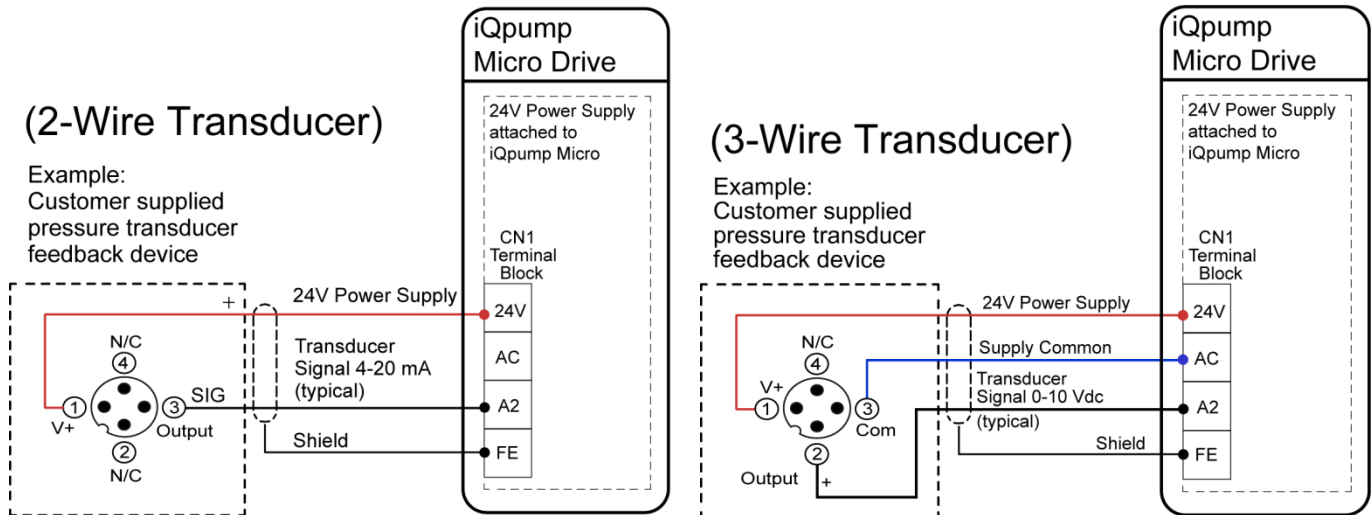 iQpump
Micro Drive
(2-Wire Transducer)
24V Power Supply
attached to
iQpump Micro
Example:
Customer supplied
pressure transducer
feedback device
CN1
Terminal
Block
+
24V Power Supply
24V
N/C
4
Transducer
Signal 4-20 mA
(typical)
AC
1
V+
3
SIG
Output
A2
2
N/C
Shield
FE
iQpump
Micro Drive
(3-Wire Transducer)
24V Power Supply
attached to
iQpump Micro
Example:
Customer supplied
pressure transducer
feedback device
CN1
Terminal
Block
24V Power Supply
24V
N/C
4
Supply Common
AC
V+
1
3
Com
Transducer
Signal 0-10 Vdc
(typical)
A2
2
Output
+
Shield
FE